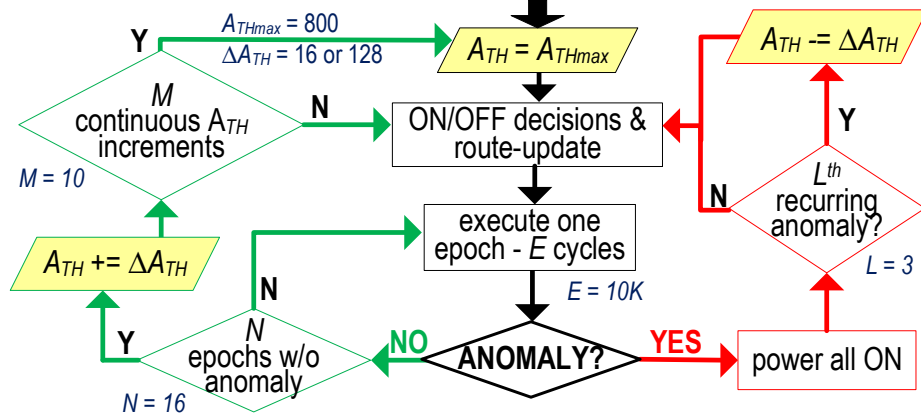 Y
A_THmax = 800
ΔA_TH = 16 or 128
A_TH = A_THmax
A_TH -= ΔA_TH
M
continuous A_TH
increments
N
M = 10
ON/OFF decisions &
route-update
Y
N
L^th
recurring
anomaly?
L = 3
A_TH += ΔA_TH
execute one
epoch - E cycles
E = 10K
N
Y
N
epochs w/o
anomaly
N = 16
NO
ANOMALY?
YES
power all ON